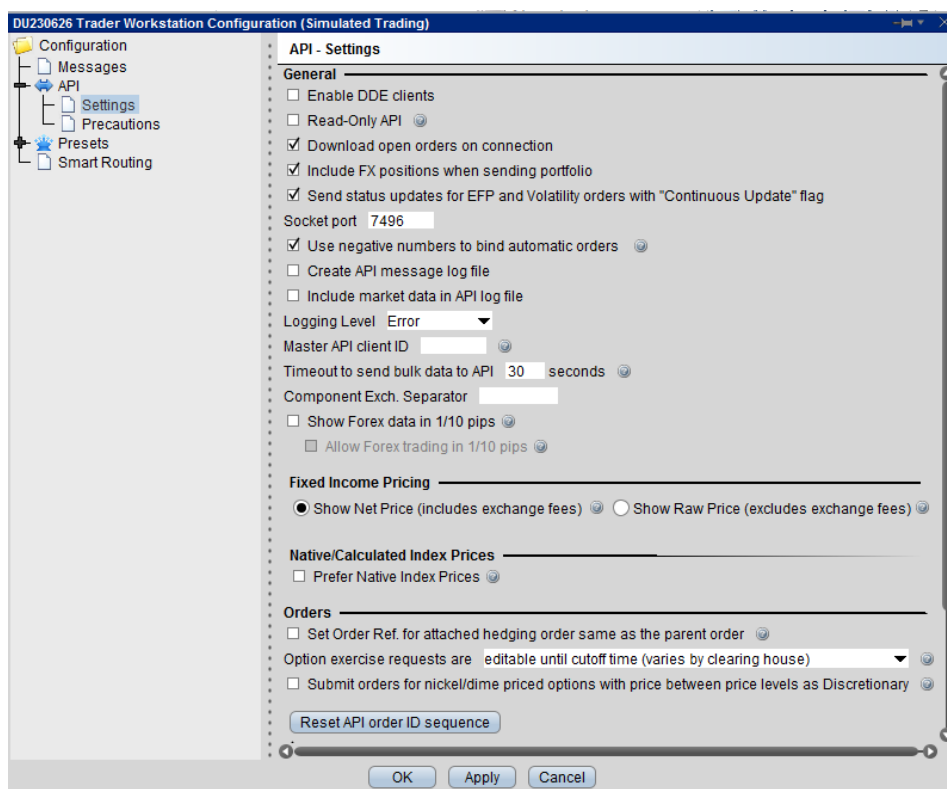 DU230626 Trader Workstation Configuration (Simulated Trading)
Configuration
Messages
API
Settings
Precautions
Presets
Smart Routing
API - Settings
General
Enable DDE clients
Read-Only API
Download open orders on connection
Include FX positions when sending portfolio
Send status updates for EFP and Volatility orders with "Continuous Update" flag
Socket port 7496
Use negative numbers to bind automatic orders
Create API message log file
Include market data in API log file
Logging Level Error
Master API client ID
Timeout to send bulk data to API 30 seconds
Component Exch. Separator
Show Forex data in 1/10 pips
Allow Forex trading in 1/10 pips
Fixed Income Pricing
Show Net Price (includes exchange fees) Show Raw Price (excludes exchange fees)
Native/Calculated Index Prices
Prefer Native Index Prices
Orders
Set Order Ref. for attached hedging order same as the parent order
Option exercise requests are editable until cutoff time (varies by clearing house)
Submit orders for nickel/dime priced options with price between price levels as Discretionary
Reset API order ID sequence
OK Apply Cancel